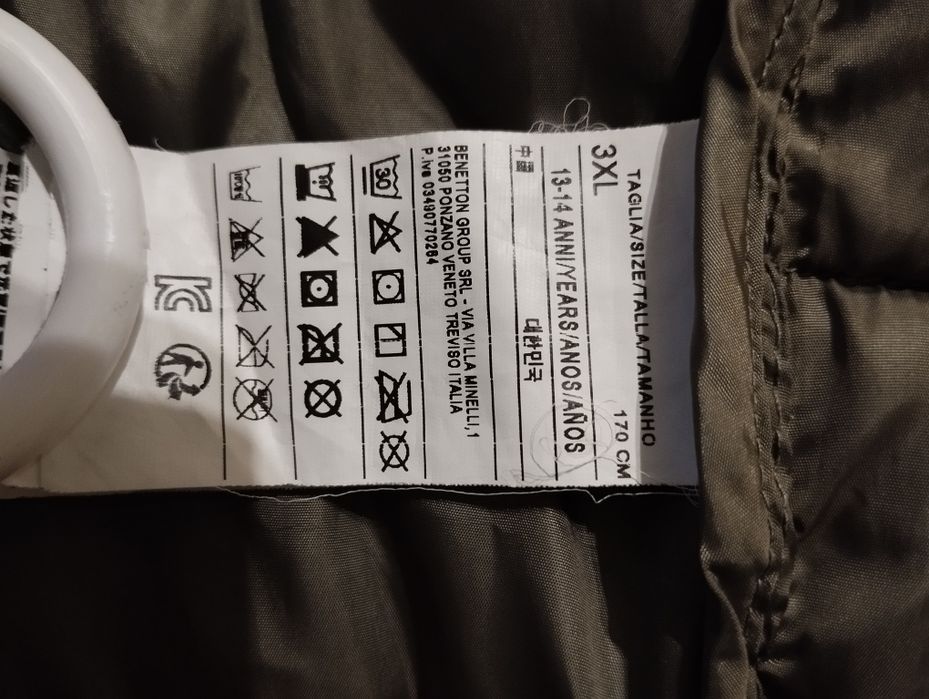 TAGLIA/SIZE/TALLA/TAMANHO
3XL 170 CM
13-14 ANNI/YEARS/ANOS/AÑOS
中国 대한민국
BENETTON GROUP SRL - VIA VILLA MINELLI,1
31050 PONZANO VENETO TREVISO ITALIA
P.Iva 03490770264
30